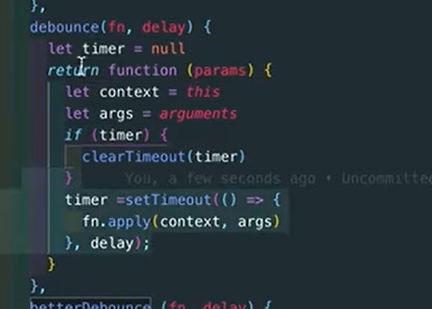 },
debounce(fn, delay) {
let timer = null
return function (params) {
let context = this
let args = arguments
if (timer) {
clearTimeout(timer)
} You, a few seconds ago • Uncommitted
timer =setTimeout(() => {
fn.apply(context, args)
}, delay);
}
},
betterDebounce (fn, delay) {